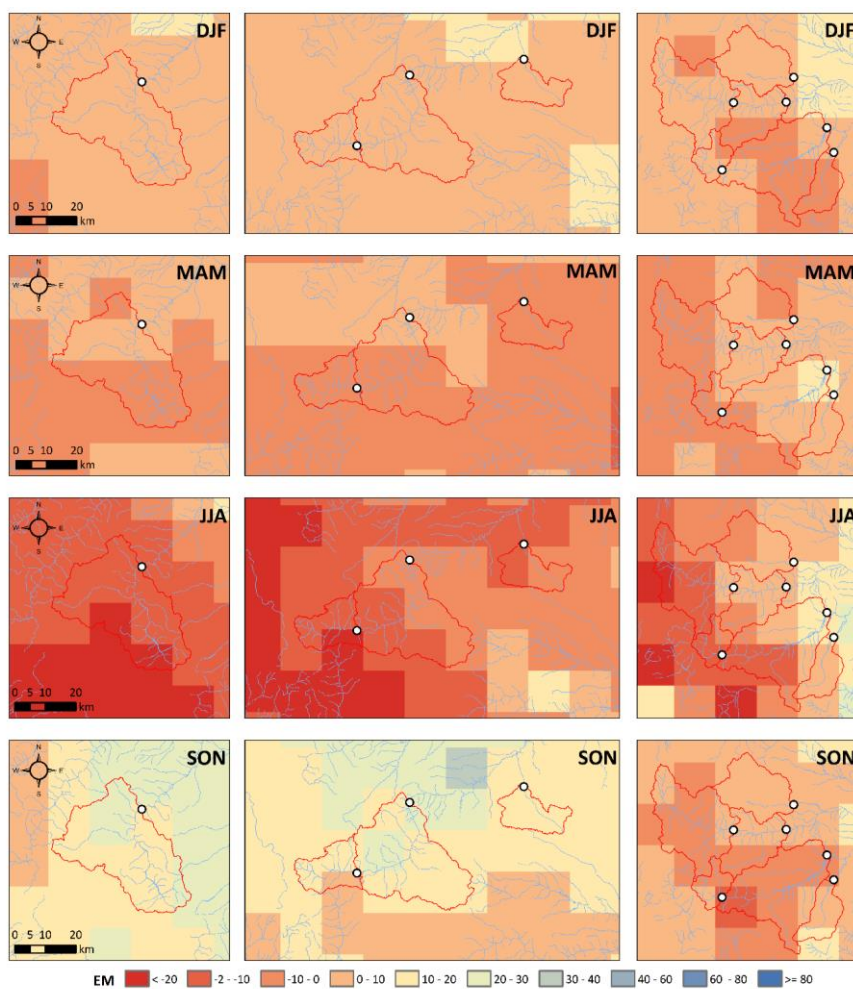 DJF DJF DJF
N
W E
S
0 5 10 20
km
MAM MAM MAM
N
W E
S
0 5 10 20
km
JJA JJA JJA
N
W E
S
0 5 10 20
km
SON SON SON
N
W E
S
0 5 10 20
km
EM < -20 -2 - -10 -10 - 0 0 - 10 10 - 20 20 - 30 30 - 40 40 - 60 60 - 80 >= 80